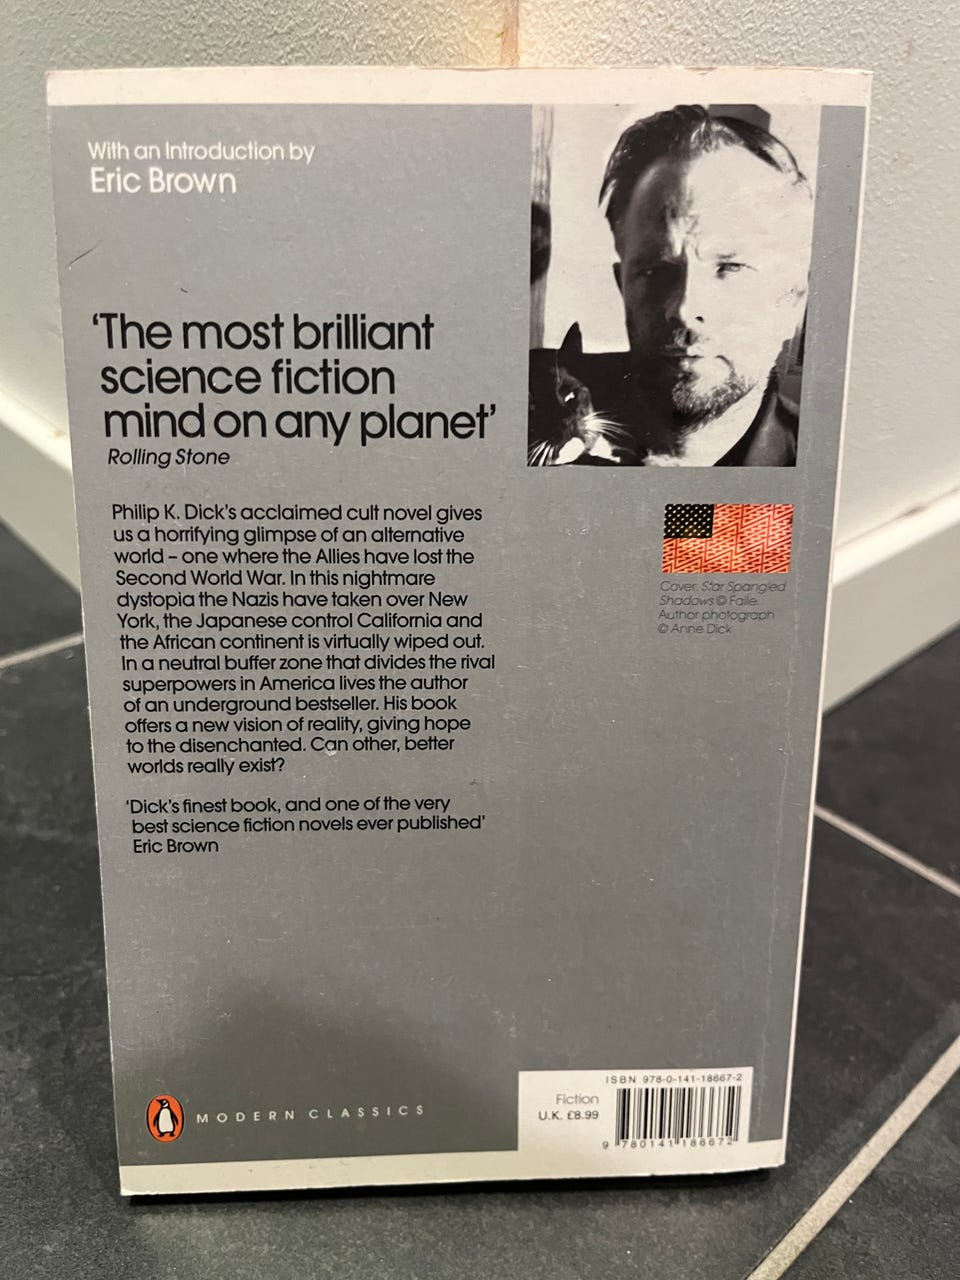 With an Introduction by
Eric Brown
‘The most brilliant
science fiction
mind on any planet’
Rolling Stone
Philip K. Dick’s acclaimed cult novel gives
us a horrifying glimpse of an alternative
world – one where the Allies have lost the
Second World War. In this nightmare
dystopia the Nazis have taken over New
York, the Japanese control California and
the African continent is virtually wiped out.
In a neutral buffer zone that divides the rival
superpowers in America lives the author
of an underground bestseller. His book
offers a new vision of reality, giving hope
to the disenchanted. Can other, better
worlds really exist?
‘Dick’s finest book, and one of the very
best science fiction novels ever published’
Eric Brown
Cover: Star Spangled
Shadows © Faile.
Author photograph
© Anne Dick
MODERN CLASSICS
Fiction
U.K. £8.99
ISBN 978-0-141-18667-2
9 780141 186672